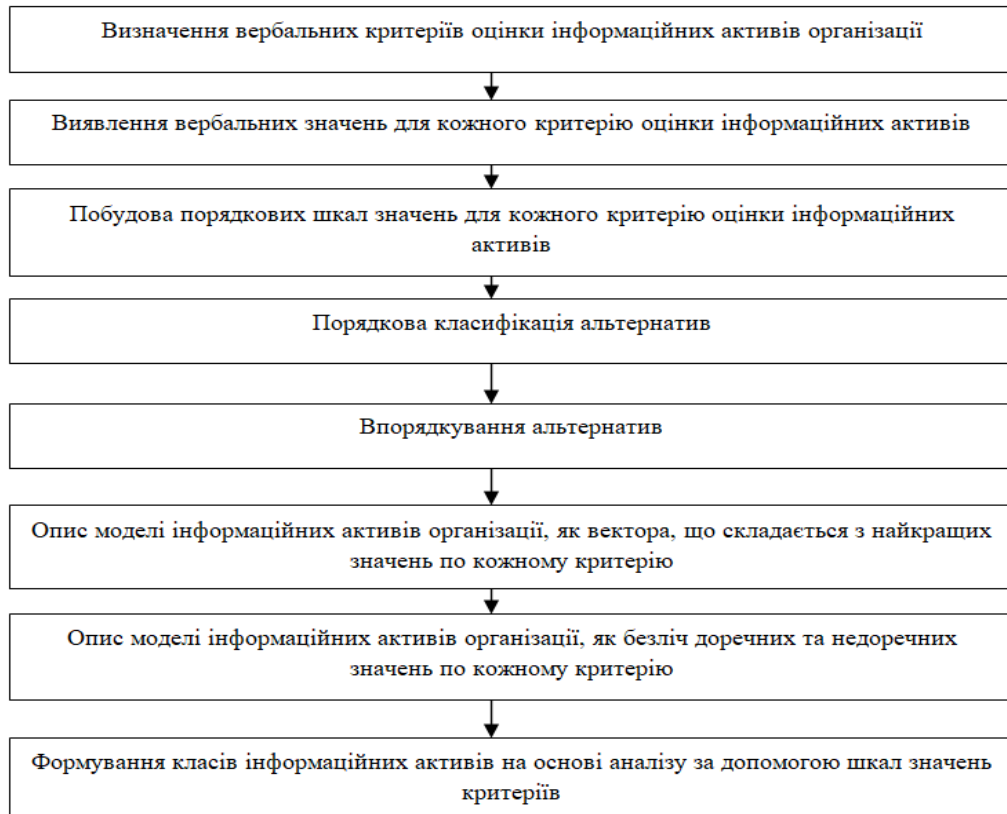 Визначення вербальних критеріїв оцінки інформаційних активів організації
Виявлення вербальних значень для кожного критерію оцінки інформаційних активів
Побудова порядкових шкал значень для кожного критерію оцінки інформаційних
активів
Порядкова класифікація альтернатив
Впорядкування альтернатив
Опис моделі інформаційних активів організації, як вектора, що складається з найкращих
значень по кожному критерію
Опис моделі інформаційних активів організації, як безліч доречних та недоречних
значень по кожному критерію
Формування класів інформаційних активів на основі аналізу за допомогою шкал значень
критеріїв